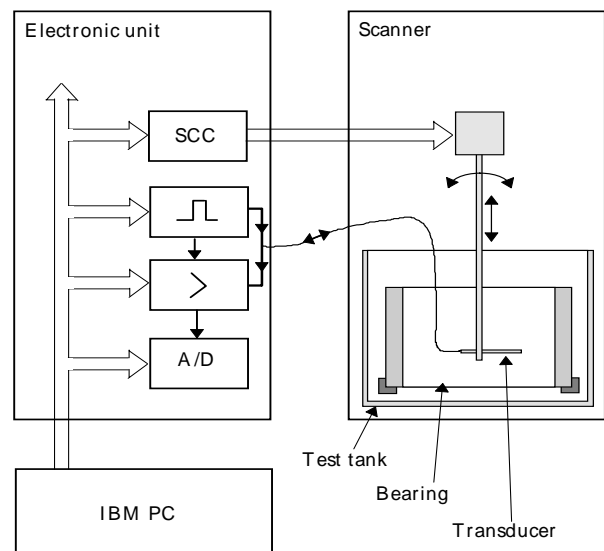 Electronic unit
Scanner
SCC
>
A/D
Test tank
Bearing
IBM PC
Transducer